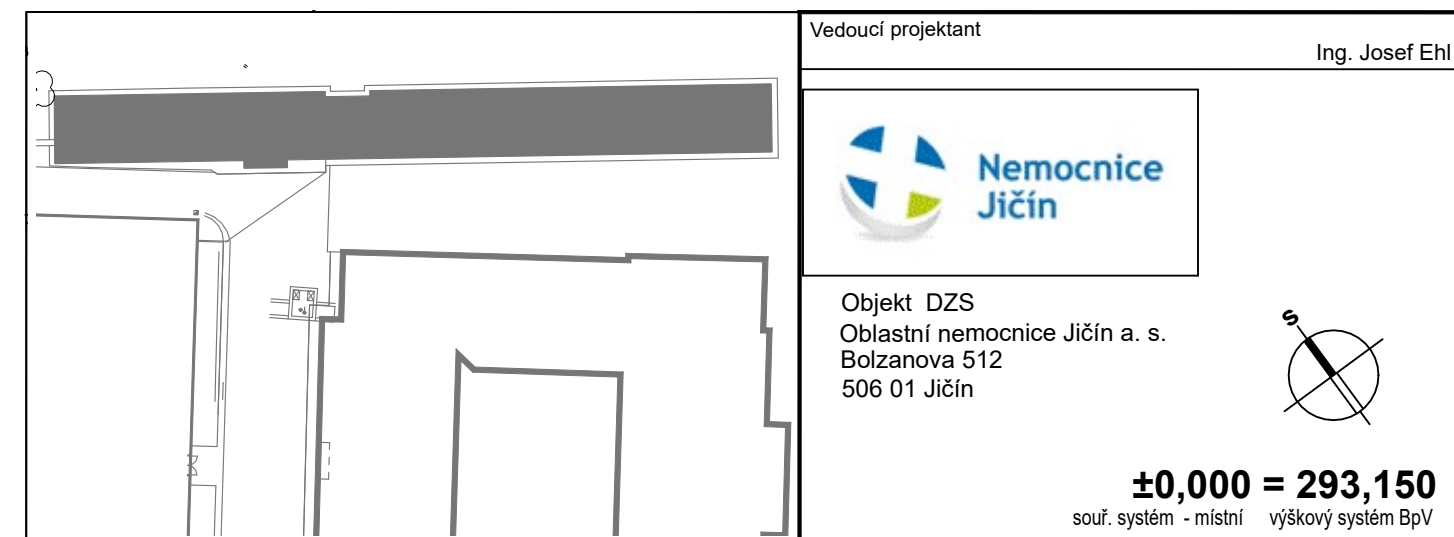 Vedoucí projektant
Ing. Josef Ehl
Nemocnice
Jičín
Objekt DZS
Oblastní nemocnice Jičín a. s.
Bolzanova 512
506 01 Jičín
S
±0,000 = 293,150
souř. systém - místní výškový systém BpV